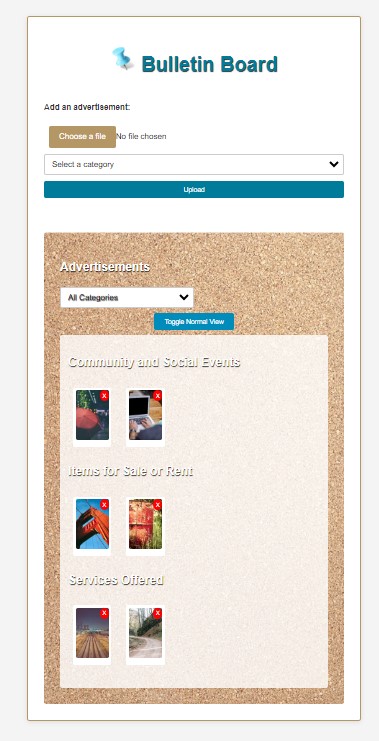 Bulletin Board
Add an advertisement:
Choose a file No file chosen
Select a category
Upload
Advertisements
All Categories
Toggle Normal View
Community and Social Events
X X
Items for Sale or Rent
X X
Services Offered
X X